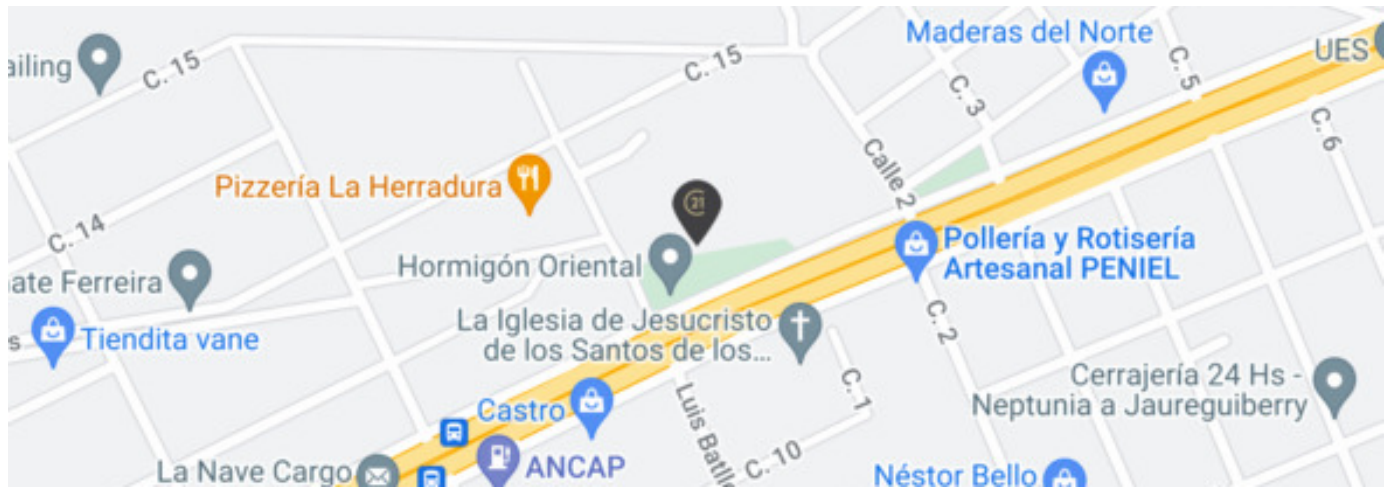 Maderas del Norte
UES
ailing
C. 15
C. 15
C. 3
C. 5
C. 6
Calle 2
Pizzería La Herradura
21
C. 14
Hormigón Oriental
Pollería y Rotisería
Artesanal PENIEL
ate Ferreira
s
Tiendita vane
La Iglesia de Jesucristo
de los Santos de los...
C. 2
C. 1
Cerrajería 24 Hs -
Neptunia a Jaureguiberry
Castro
Luis Batlle
C. 10
La Nave Cargo
ANCAP
Néstor Bello